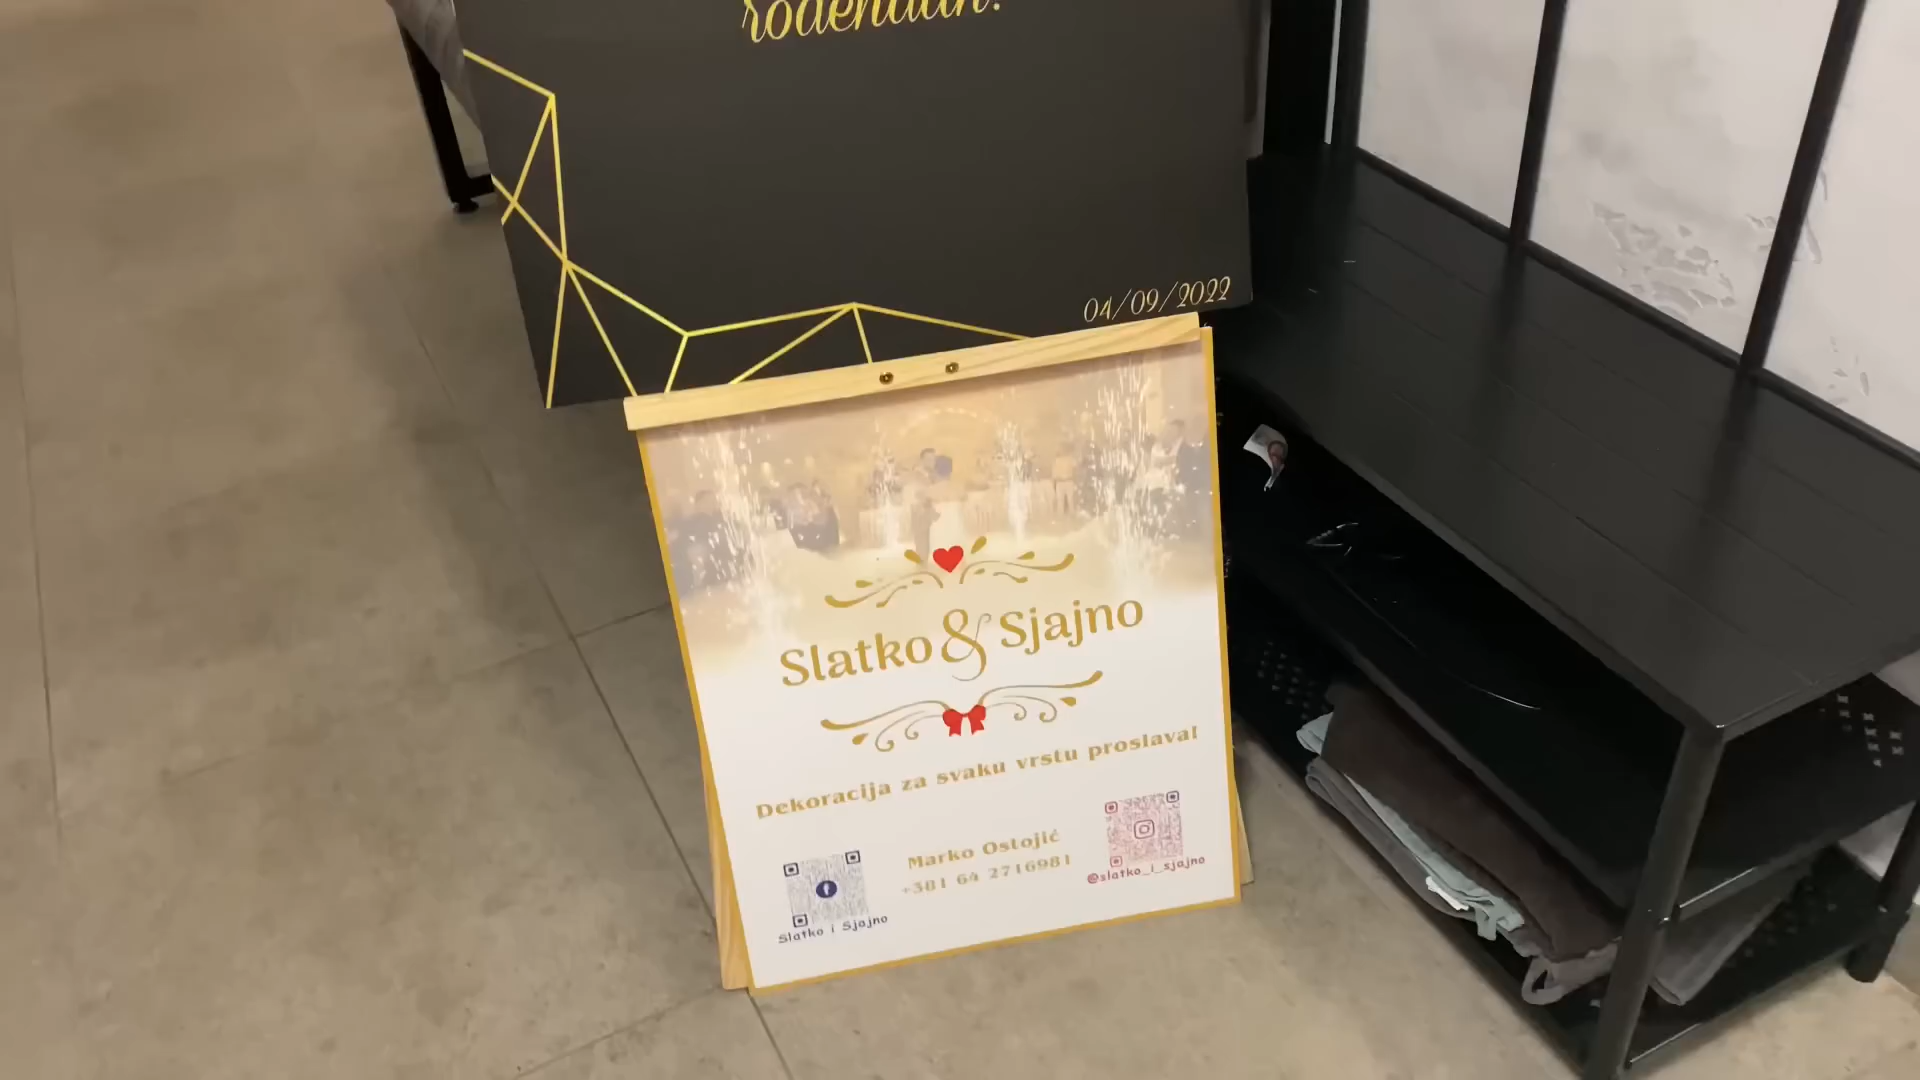 rođendan!
04/09/2022
Slatko & Sjajno
Dekoracija za svaku vrstu proslava!
Marko Ostojić
+381 64 2716981
Slatko i Sjajno
@slatko_i_sjajno